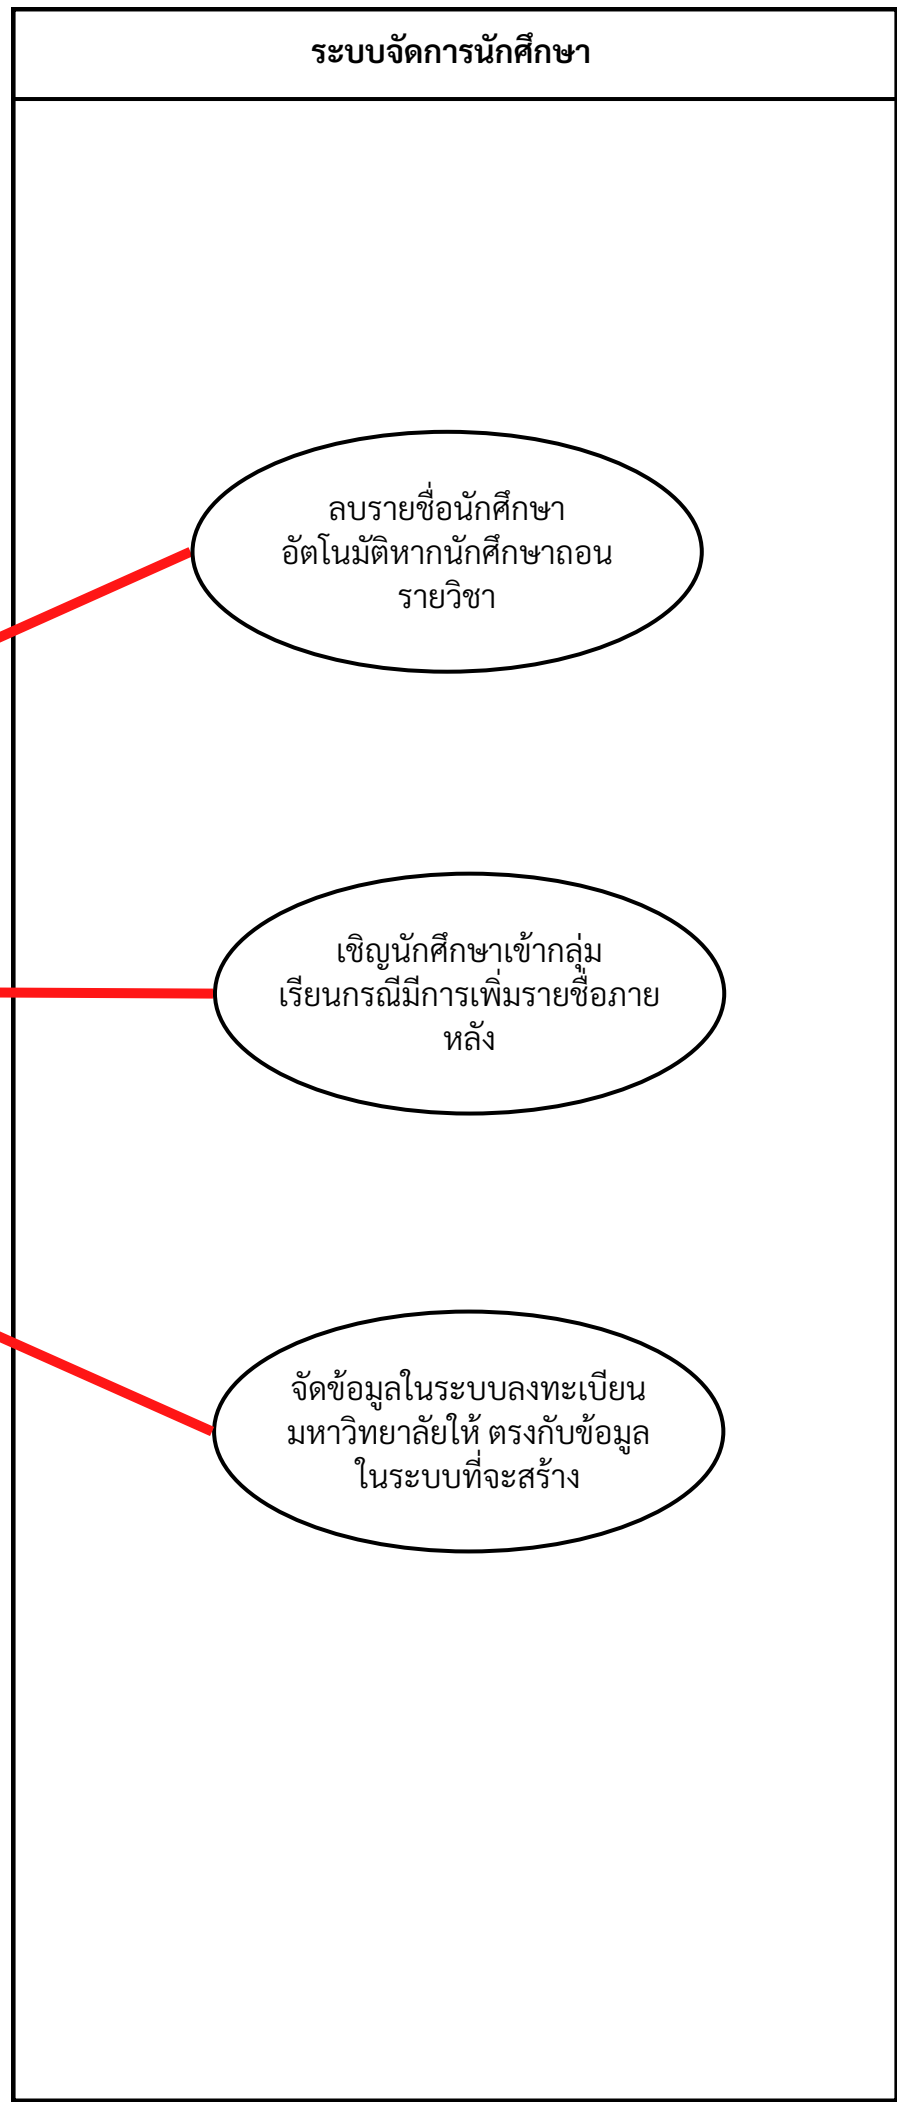 ระบบจัดการนักศึกษา
ลบรายชื่อนักศึกษา
อัตโนมัติหากนักศึกษาถอน
รายวิชา
เชิญนักศึกษาเข้ากลุ่ม
เรียนกรณีมีการเพิ่มรายชื่อภาย
หลัง
จัดข้อมูลในระบบลงทะเบียน
มหาวิทยาลัยให้ ตรงกับข้อมูล
ในระบบที่จะสร้าง